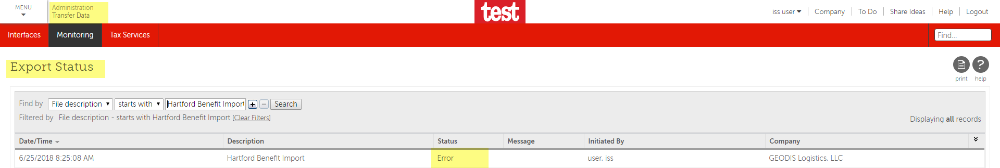 MENU
Administration
Transfer Data
test
iss user
Company
To Do
Share Ideas
Help
Logout
Interfaces
Monitoring
Tax Services
Find...
Export Status
print
help
Find by File description starts with Hartford Benefit Import + − Search
Filtered by File description - starts with Hartford Benefit Import [Clear Filters]
Displaying all records
Date/Time Description Status Message Initiated By Company
6/25/2018 8:25:08 AM Hartford Benefit Import Error user, iss GEODIS Logistics, LLC